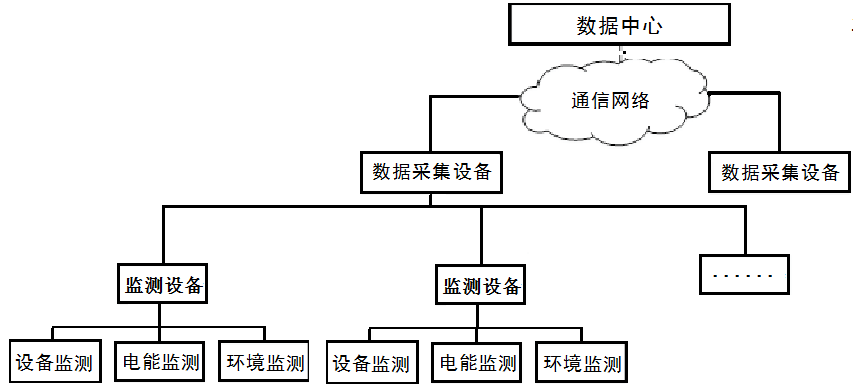 数据中心
通信网络
数据采集设备
数据采集设备
监测设备
监测设备
······
设备监测
电能监测
环境监测
设备监测
电能监测
环境监测